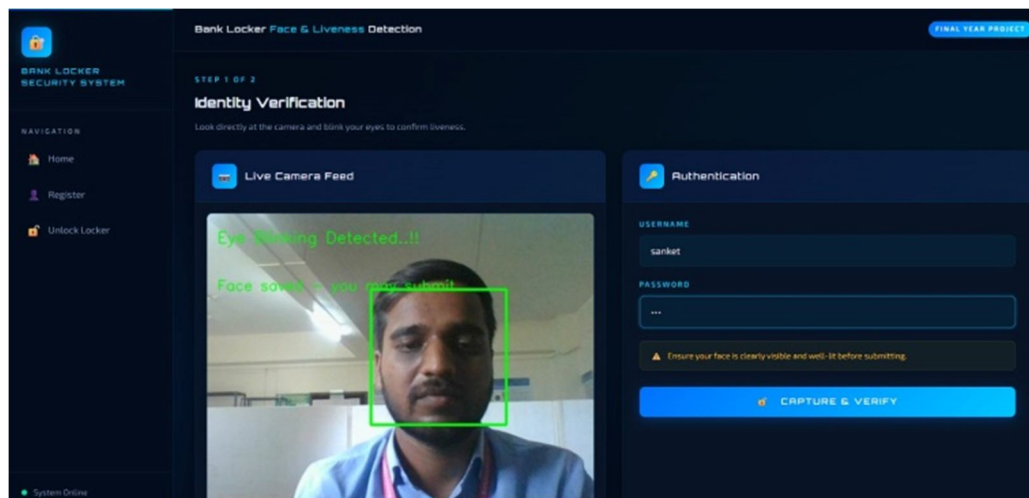 Bank Locker Face & Liveness Detection
FINAL YEAR PROJECT
BANK LOCKER
SECURITY SYSTEM
NAVIGATION
Home
Register
Unlock Locker
System Online
STEP 1 OF 2
Identity Verification
Look directly at the camera and blink your eyes to confirm liveness.
Live Camera Feed
Eye Blinking Detected..!!
Face saved - you may submit
Authentication
USERNAME
sanket
PASSWORD
•••
Ensure your face is clearly visible and well-lit before submitting.
CAPTURE & VERIFY